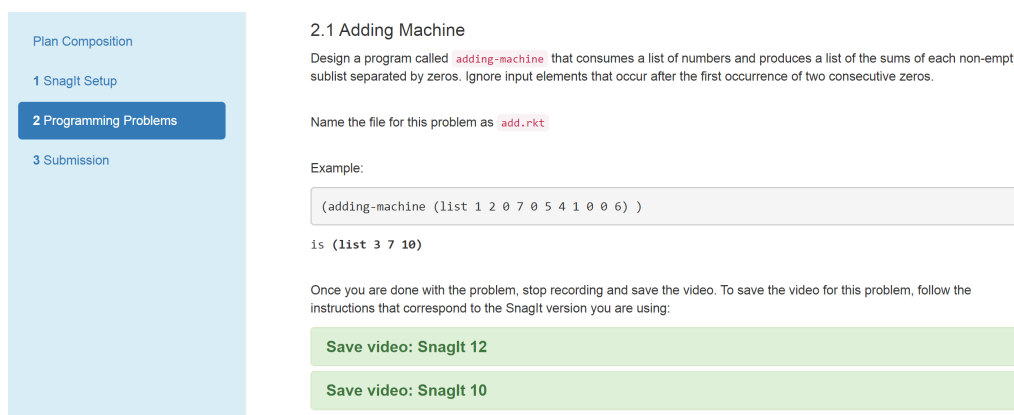 Plan Composition
1 SnagIt Setup
2 Programming Problems
3 Submission
2.1 Adding Machine
Design a program called adding-machine that consumes a list of numbers and produces a list of the sums of each non-empt
sublist separated by zeros. Ignore input elements that occur after the first occurrence of two consecutive zeros.
Name the file for this problem as add.rkt
Example:
(adding-machine (list 1 2 0 7 0 5 4 1 0 0 6) )
is (list 3 7 10)
Once you are done with the problem, stop recording and save the video. To save the video for this problem, follow the
instructions that correspond to the SnagIt version you are using:
Save video: SnagIt 12
Save video: SnagIt 10